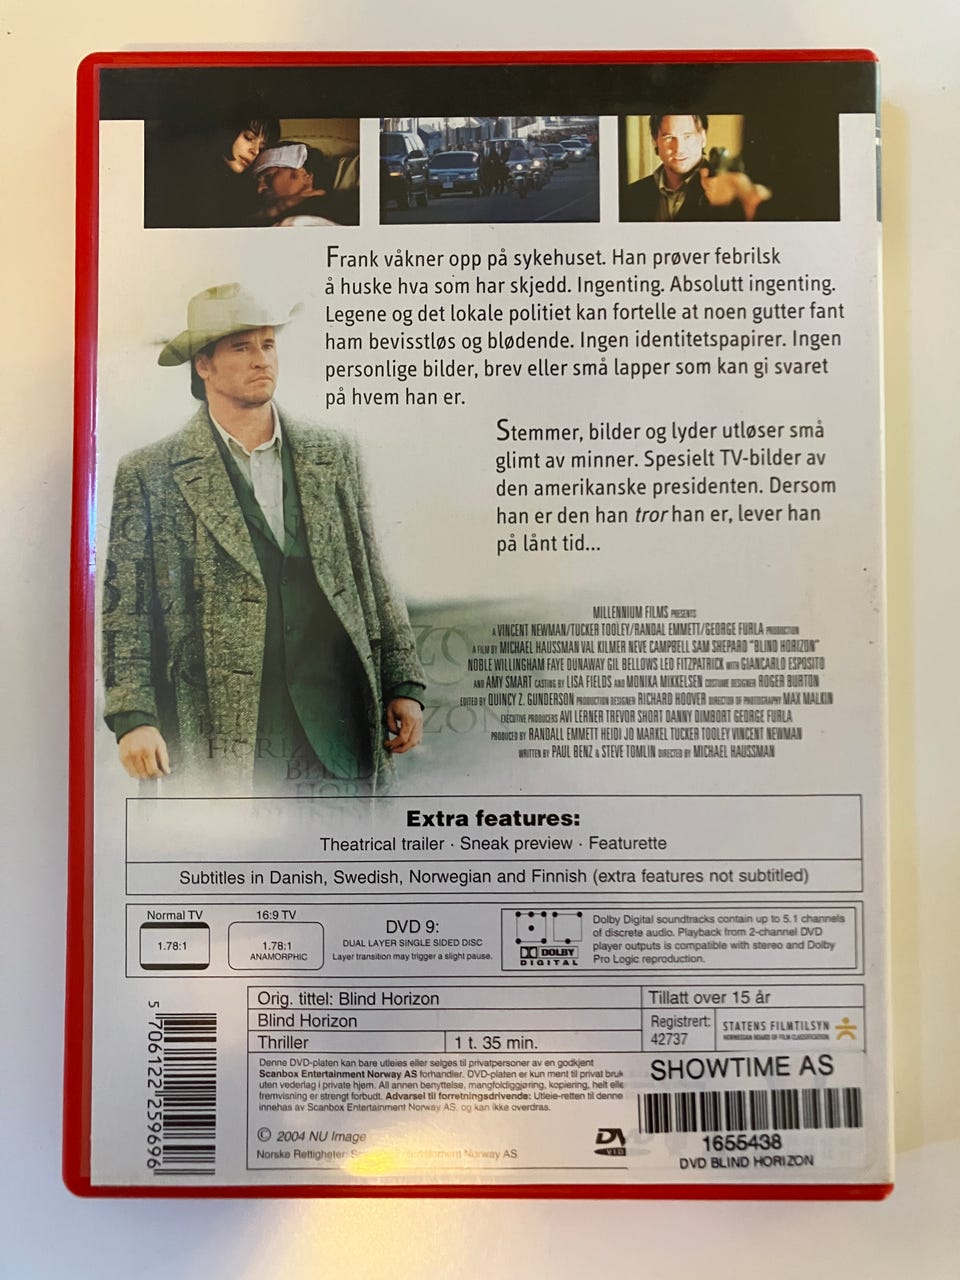 Frank våkner opp på sykehuset. Han prøver febrilsk
å huske hva som har skjedd. Ingenting. Absolutt ingenting.
Legene og det lokale politiet kan fortelle at noen gutter fant
ham bevisstløs og blødende. Ingen identitetspapirer. Ingen
personlige bilder, brev eller små lapper som kan gi svaret
på hvem han er.
Stemmer, bilder og lyder utløser små
glimt av minner. Spesielt TV-bilder av
den amerikanske presidenten. Dersom
han er den han tror han er, lever han
på lånt tid...
MILLENNIUM FILMS PRESENTS
A VINCENT NEWMAN/TUCKER TOOLEY/RANDAL EMMETT/GEORGE FURLA PRODUCTION
A FILM BY MICHAEL HAUSSMAN VAL KILMER NEVE CAMPBELL SAM SHEPARD "BLIND HORIZON"
NOBLE WILLINGHAM FAYE DUNAWAY GIL BELLOWS LEO FITZPATRICK WITH GIANCARLO ESPOSITO
AND AMY SMART CASTING BY LISA FIELDS AND MONIKA MIKKELSEN COSTUME DESIGNER ROGER BURTON
EDITED BY QUINCY Z. GUNDERSON PRODUCTION DESIGNER RICHARD HOOVER DIRECTOR OF PHOTOGRAPHY MAX MALKIN
EXECUTIVE PRODUCERS AVI LERNER TREVOR SHORT DANNY DIMBORT GEORGE FURLA
PRODUCED BY RANDALL EMMETT HEIDI JO MARKEL TUCKER TOOLEY VINCENT NEWMAN
WRITTEN BY PAUL BENZ & STEVE TOMLIN DIRECTED BY MICHAEL HAUSSMAN
HORIZON
BLIND
HORIZON
BLIND
Extra features:
Theatrical trailer · Sneak preview · Featurette
Subtitles in Danish, Swedish, Norwegian and Finnish (extra features not subtitled)
Normal TV
1.78:1
16:9 TV
1.78:1
ANAMORPHIC
DVD 9:
DUAL LAYER SINGLE SIDED DISC
Layer transition may trigger a slight pause.
DOLBY
DIGITAL
Dolby Digital soundtracks contain up to 5.1 channels
of discrete audio. Playback from 2-channel DVD
player outputs is compatible with stereo and Dolby
Pro Logic reproduction.
5 706122 259696
Orig. tittel: Blind Horizon
Blind Horizon
Thriller
1 t. 35 min.
Tillatt over 15 år
Registrert:
42737
STATENS FILMTILSYN
NORWEGIAN BOARD OF FILM CLASSIFICATION
Denne DVD-platen kan bare utleies eller selges til privatpersoner av en godkjent
Scanbox Entertainment Norway AS forhandler. DVD-platen er kun ment til privat bruk
uten vederlag i private hjem. All annen benyttelse, mangfoldiggjøring, kopiering, helt elle
fremvisning er strengt forbudt. Advarsel til forretningsdrivende: Utleie-retten til denne
innehas av Scanbox Entertainment Norway AS. og kan ikke overdras.
© 2004 NU Image
Norske Rettigheter: Entertainment Norway AS
DV
VID
SHOWTIME AS
1655438
DVD BLIND HORIZON